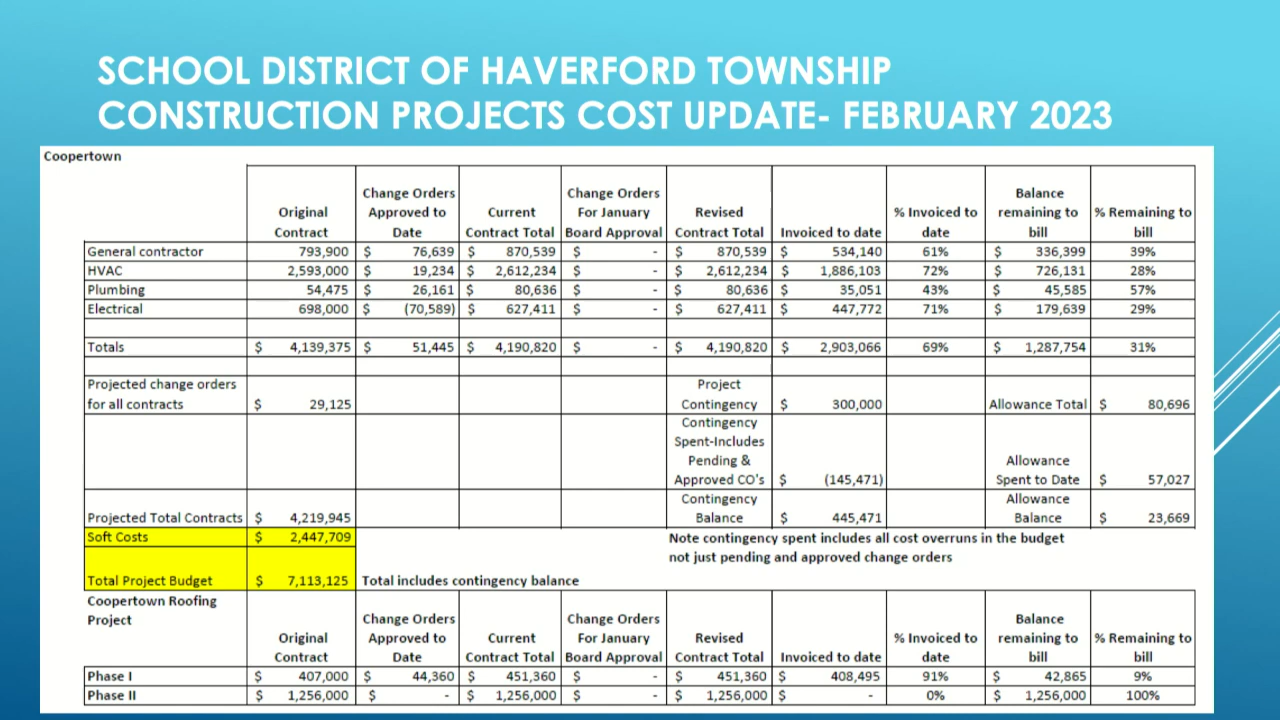 SCHOOL DISTRICT OF HAVERFORD TOWNSHIP
CONSTRUCTION PROJECTS COST UPDATE- FEBRUARY 2023
Coopertown
Original Contract | Change Orders Approved to Date | Current Contract Total | Change Orders For January Board Approval | Revised Contract Total | Invoiced to date | % Invoiced to date | Balance remaining to bill | % Remaining to bill
General contractor 793,900 $ 76,639 $ 870,539 $ - $ 870,539 $ 534,140 61% $ 336,399 39%
HVAC 2,593,000 $ 19,234 $ 2,612,234 $ - $ 2,612,234 $ 1,886,103 72% $ 726,131 28%
Plumbing 54,475 $ 26,161 $ 80,636 $ - $ 80,636 $ 35,051 43% $ 45,585 57%
Electrical 698,000 $ (70,589) $ 627,411 $ - $ 627,411 $ 447,772 71% $ 179,639 29%
Totals $ 4,139,375 $ 51,445 $ 4,190,820 $ - $ 4,190,820 $ 2,903,066 69% $ 1,287,754 31%
Projected change orders for all contracts $ 29,125 Project Contingency $ 300,000 Allowance Total $ 80,696
Contingency Spent-Includes Pending & Approved CO's $ (145,471) Allowance Spent to Date $ 57,027
Projected Total Contracts $ 4,219,945 Contingency Balance $ 445,471 Allowance Balance $ 23,669
Soft Costs $ 2,447,709 Note contingency spent includes all cost overruns in the budget
not just pending and approved change orders
Total Project Budget $ 7,113,125 Total includes contingency balance
Coopertown Roofing Project
Original Contract | Change Orders Approved to Date | Current Contract Total | Change Orders For January Board Approval | Revised Contract Total | Invoiced to date | % Invoiced to date | Balance remaining to bill | % Remaining to bill
Phase I $ 407,000 $ 44,360 $ 451,360 $ - $ 451,360 $ 408,495 91% $ 42,865 9%
Phase II $ 1,256,000 $ - $ 1,256,000 $ - $ 1,256,000 $ - 0% $ 1,256,000 100%